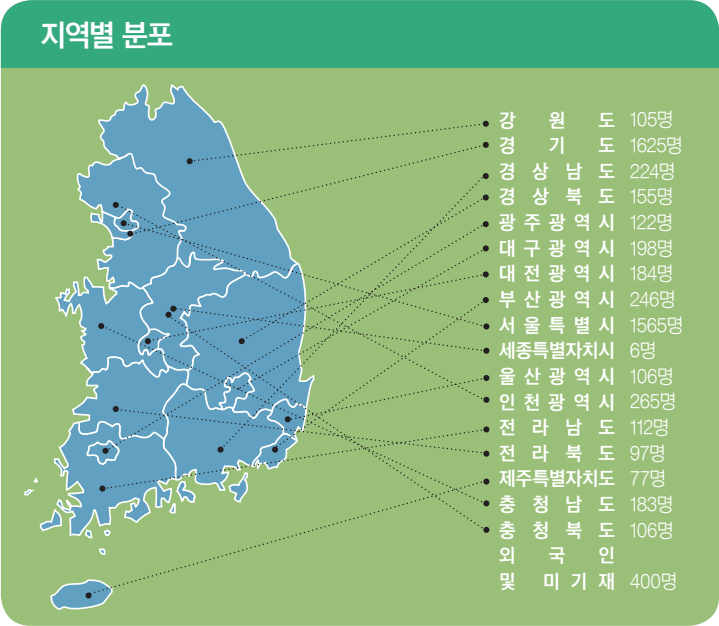 지역별 분포
강원도 105명
경기도 1625명
경상남도 224명
경상북도 155명
광주광역시 122명
대구광역시 198명
대전광역시 184명
부산광역시 246명
서울특별시 1565명
세종특별자치시 6명
울산광역시 106명
인천광역시 265명
전라남도 112명
전라북도 97명
제주특별자치도 77명
충청남도 183명
충청북도 106명
외국인
및 미기재 400명